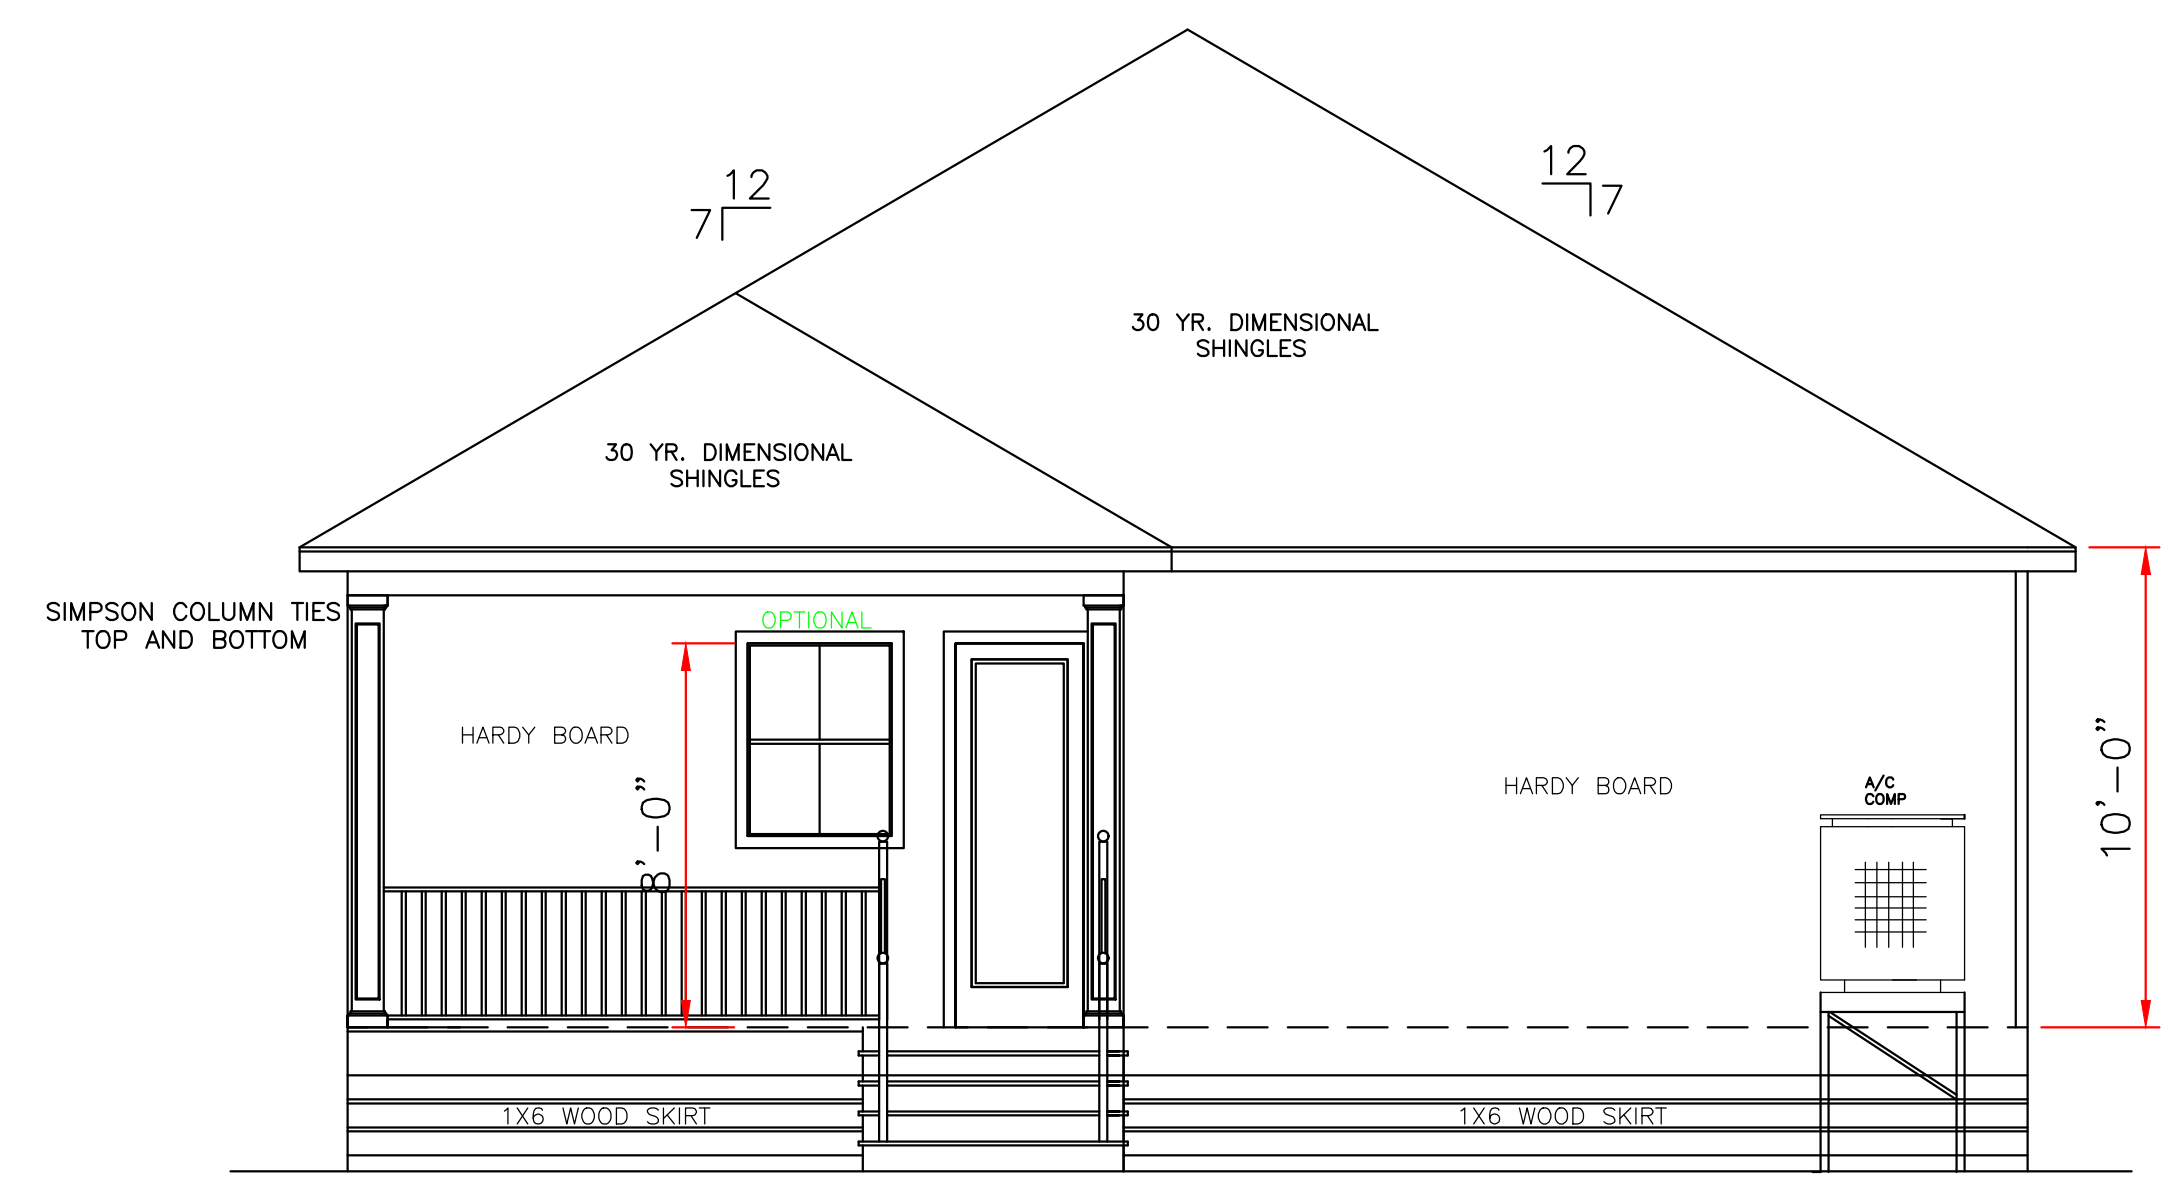 12
7
12
7
30 YR. DIMENSIONAL
SHINGLES
30 YR. DIMENSIONAL
SHINGLES
SIMPSON COLUMN TIES
TOP AND BOTTOM
OPTIONAL
HARDY BOARD
8'-0"
HARDY BOARD
A/C
COMP
10'-0"
1X6 WOOD SKIRT
1X6 WOOD SKIRT